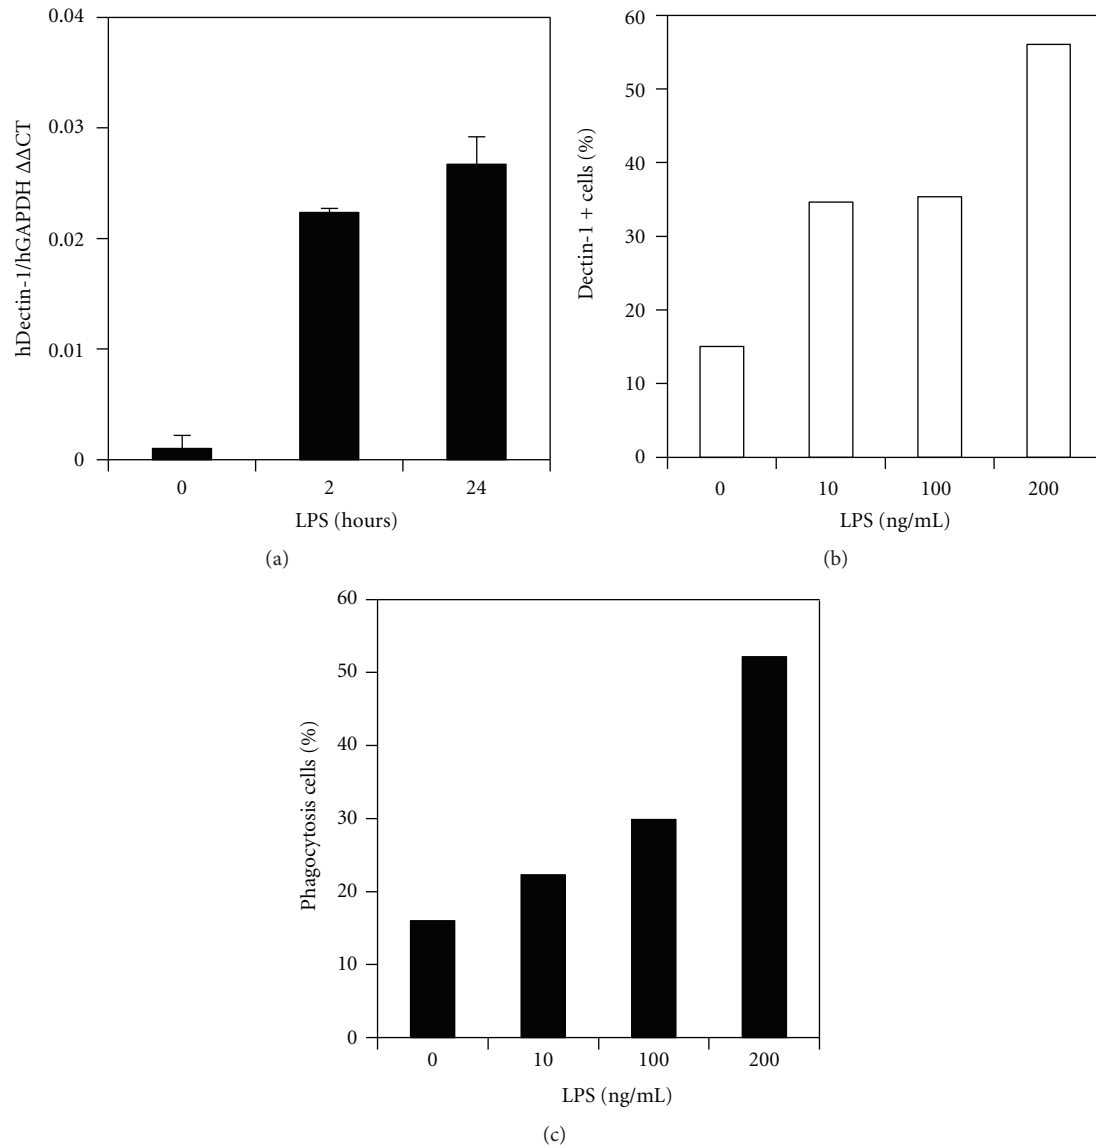 0.04
0.03
0.02
0.01
0
hDectin-1/hGAPDH ΔΔCT
0 2 24
LPS (hours)
(a)
60
50
40
30
20
10
0
Dectin-1 + cells (%)
0 10 100 200
LPS (ng/mL)
(b)
60
50
40
30
20
10
0
Phagocytosis cells (%)
0 10 100 200
LPS (ng/mL)
(c)